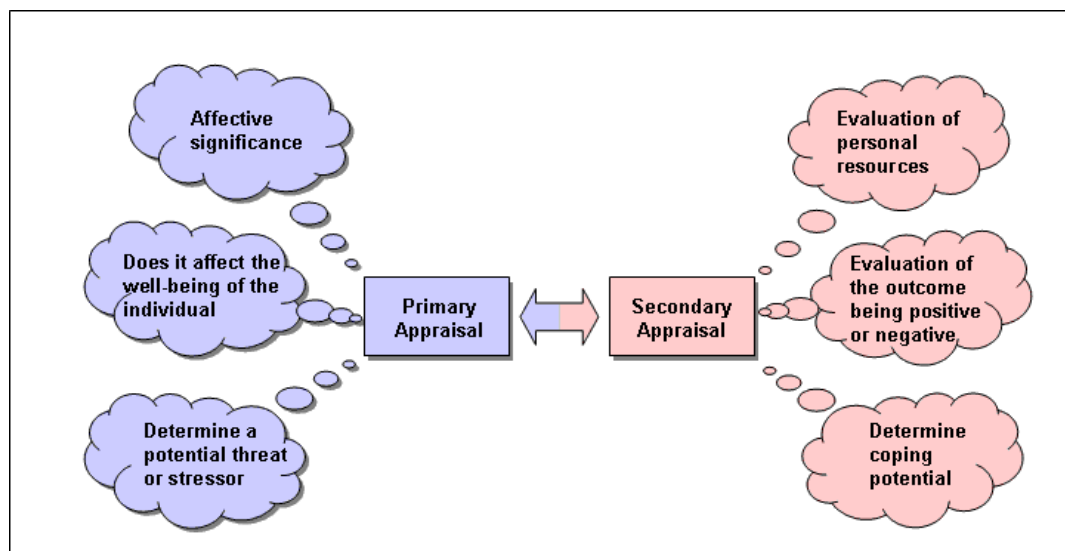 Affective
significance
Does it affect the
well-being of the
individual
Determine a
potential threat
or stressor
Primary
Appraisal
Secondary
Appraisal
Evaluation of
personal
resources
Evaluation of
the outcome
being positive
or negative
Determine
coping
potential